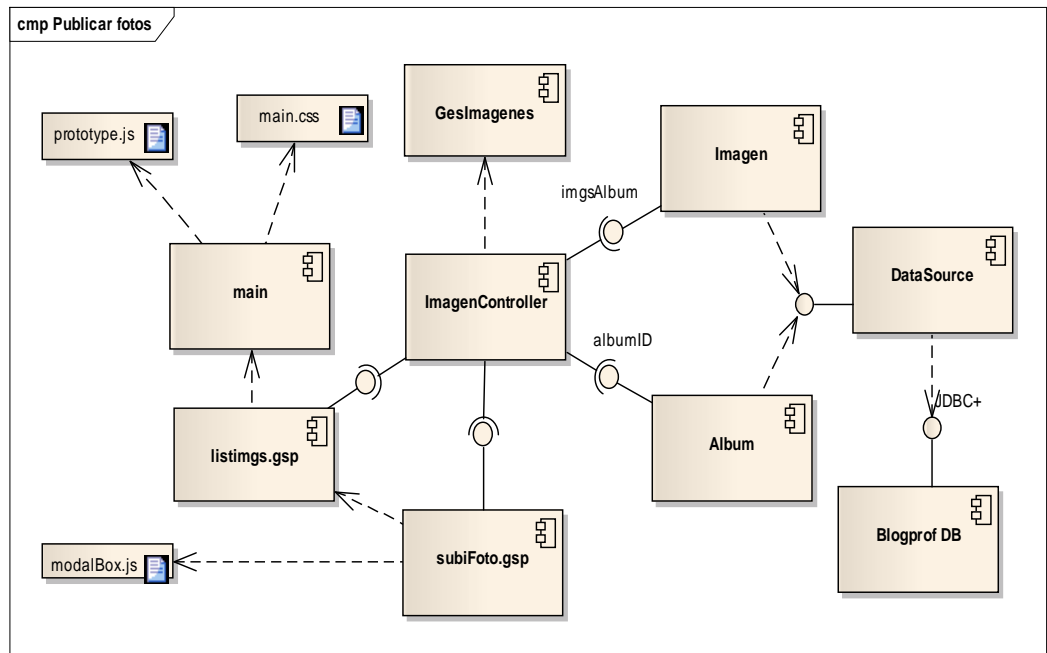 cmp Publicar fotos
prototype.js
main.css
GesImagenes
Imagen
imgsAlbum
main
ImagenController
DataSource
albumID
JDBC+
listimgs.gsp
Album
subiFoto.gsp
Blogprof DB
modalBox.js